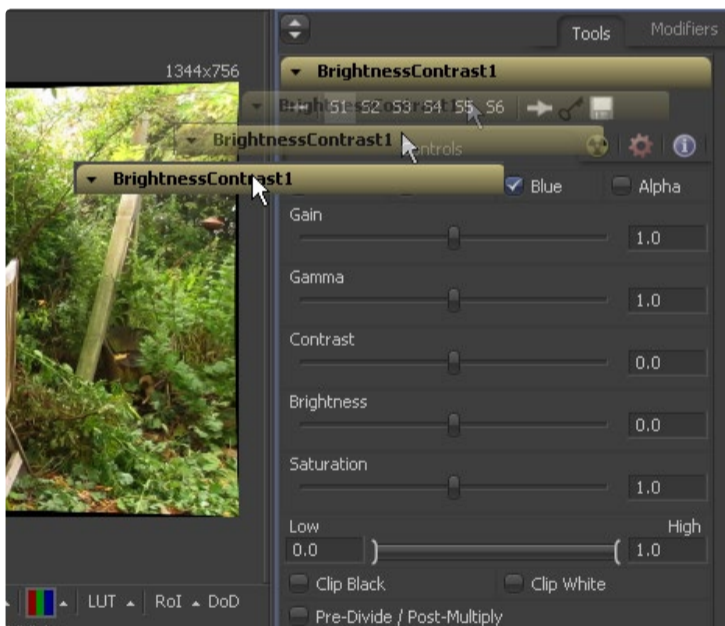 Tools Modifiers
1344x756
BrightnessContrast1
BrightnessContrast1 S1 S2 S3 S4 S5 S6
BrightnessContrast1 Controls
BrightnessContrast1
Blue Alpha
Gain
1.0
Gamma
1.0
Contrast
0.0
Brightness
0.0
Saturation
1.0
Low High
0.0 1.0
Clip Black Clip White
LUT RoI DoD
Pre-Divide / Post-Multiply